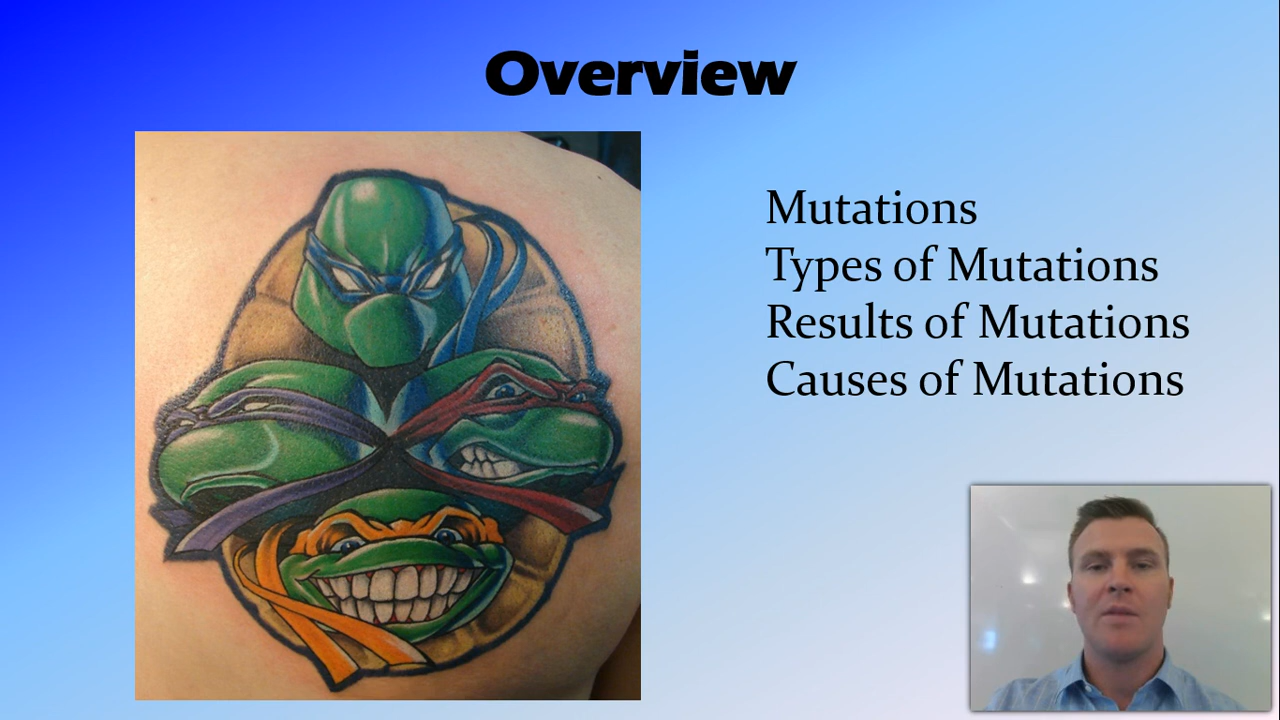 Overview
Mutations
Types of Mutations
Results of Mutations
Causes of Mutations